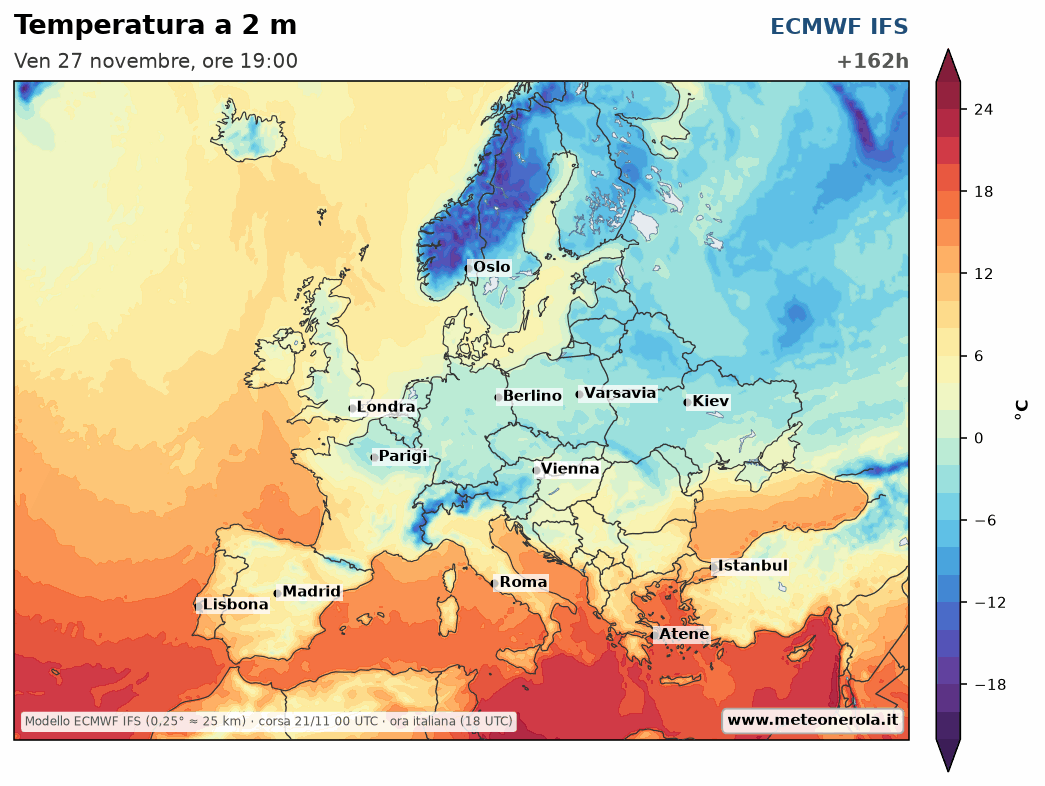 Temperatura a 2 m
ECMWF IFS
Ven 27 novembre, ore 19:00
+162h
24
18
12
6
0
−6
−12
−18
°C
Oslo
Berlino
Varsavia
Kiev
Londra
Parigi
Vienna
Istanbul
Roma
Madrid
Lisbona
Atene
Modello ECMWF IFS (0,25° ≈ 25 km) · corsa 21/11 00 UTC · ora italiana (18 UTC)
www.meteonerola.it